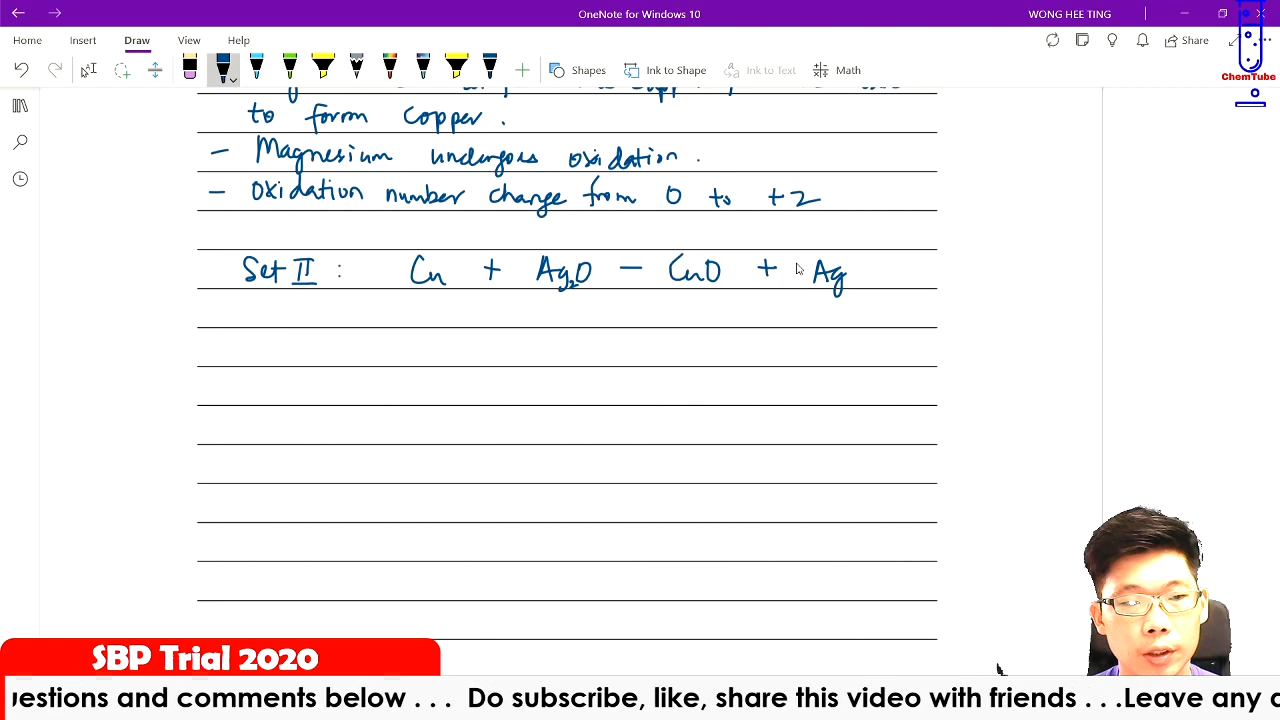 OneNote for Windows 10
WONG HEE TING
Home Insert Draw View Help
Share
Shapes
Ink to Shape
Ink to Text
Math
ChemTube
to form copper.
- Magnesium undergoes oxidation.
- Oxidation number change from 0 to +2
Set II : Cu + Ag₂O - CuO + Ag
SBP Trial 2020
uestions and comments below . . . Do subscribe, like, share this video with friends . . .Leave any